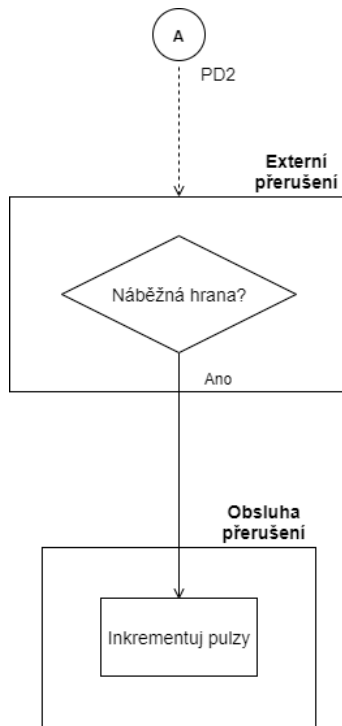 A
PD2
Externí
přerušení
Náběžná hrana?
Ano
Obsluha
přerušení
Inkrementuj pulzy